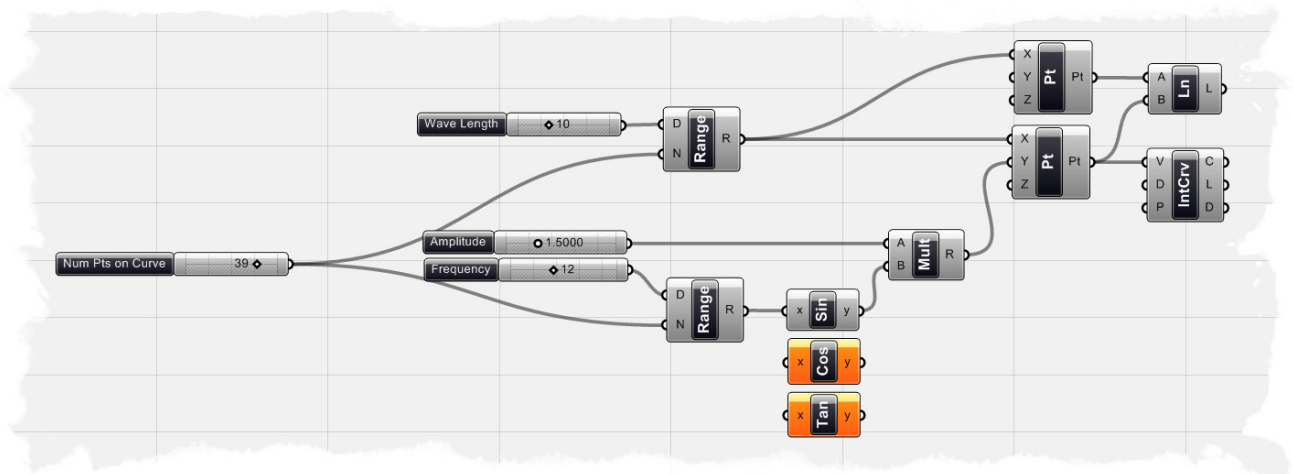 X
Y Pt
Z
Pt
A
B
Ln
L
Wave Length 10
D
N
Range
R
X
Y
Z
Pt
Pt
V
D
P
IntCrv
C
L
D
Amplitude 1.5000
A
B
Mult
R
Num Pts on Curve 39
Frequency 12
D
N
Range
R
x Sin y
x Cos y
x Tan y